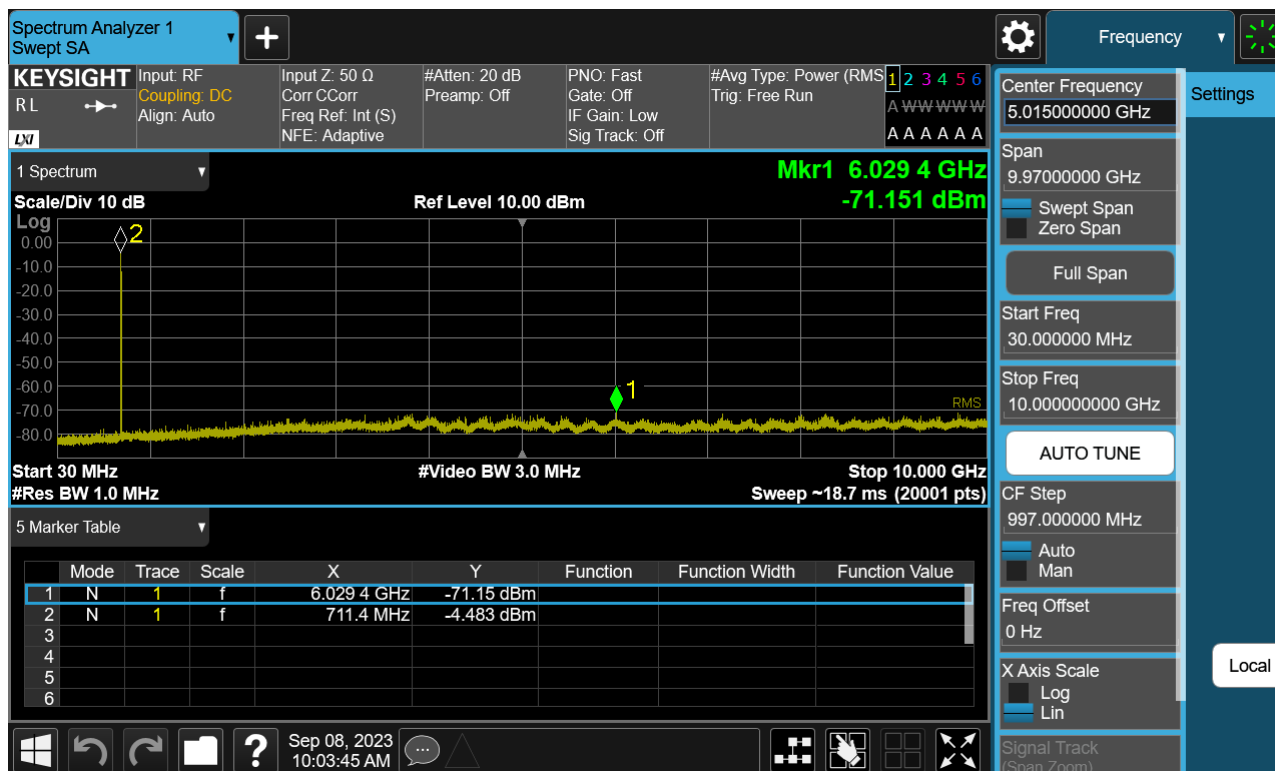 Spectrum Analyzer 1
Swept SA
Frequency
KEYSIGHT
R L
LXI
Input: RF
Coupling: DC
Align: Auto
Input Z: 50 Ω
Corr CCorr
Freq Ref: Int (S)
NFE: Adaptive
#Atten: 20 dB
Preamp: Off
PNO: Fast
Gate: Off
IF Gain: Low
Sig Track: Off
#Avg Type: Power (RMS
Trig: Free Run
1 2 3 4 5 6
A W W W W W
A A A A A A
1 Spectrum
Mkr1 6.029 4 GHz
-71.151 dBm
Scale/Div 10 dB
Ref Level 10.00 dBm
Log
0.00
-10.0
-20.0
-30.0
-40.0
-50.0
-60.0
-70.0
-80.0
2
1
RMS
Start 30 MHz
#Video BW 3.0 MHz
Stop 10.000 GHz
#Res BW 1.0 MHz
Sweep ~18.7 ms (20001 pts)
5 Marker Table
Mode Trace Scale X Y Function Function Width Function Value
1 N 1 f 6.029 4 GHz -71.15 dBm
2 N 1 f 711.4 MHz -4.483 dBm
3
4
5
6
Sep 08, 2023
10:03:45 AM
?
Center Frequency
5.015000000 GHz
Settings
Span
9.97000000 GHz
Swept Span
Zero Span
Full Span
Start Freq
30.000000 MHz
Stop Freq
10.000000000 GHz
AUTO TUNE
CF Step
997.000000 MHz
Auto
Man
Freq Offset
0 Hz
X Axis Scale
Log
Lin
Local
Signal Track
(Span Zoom)